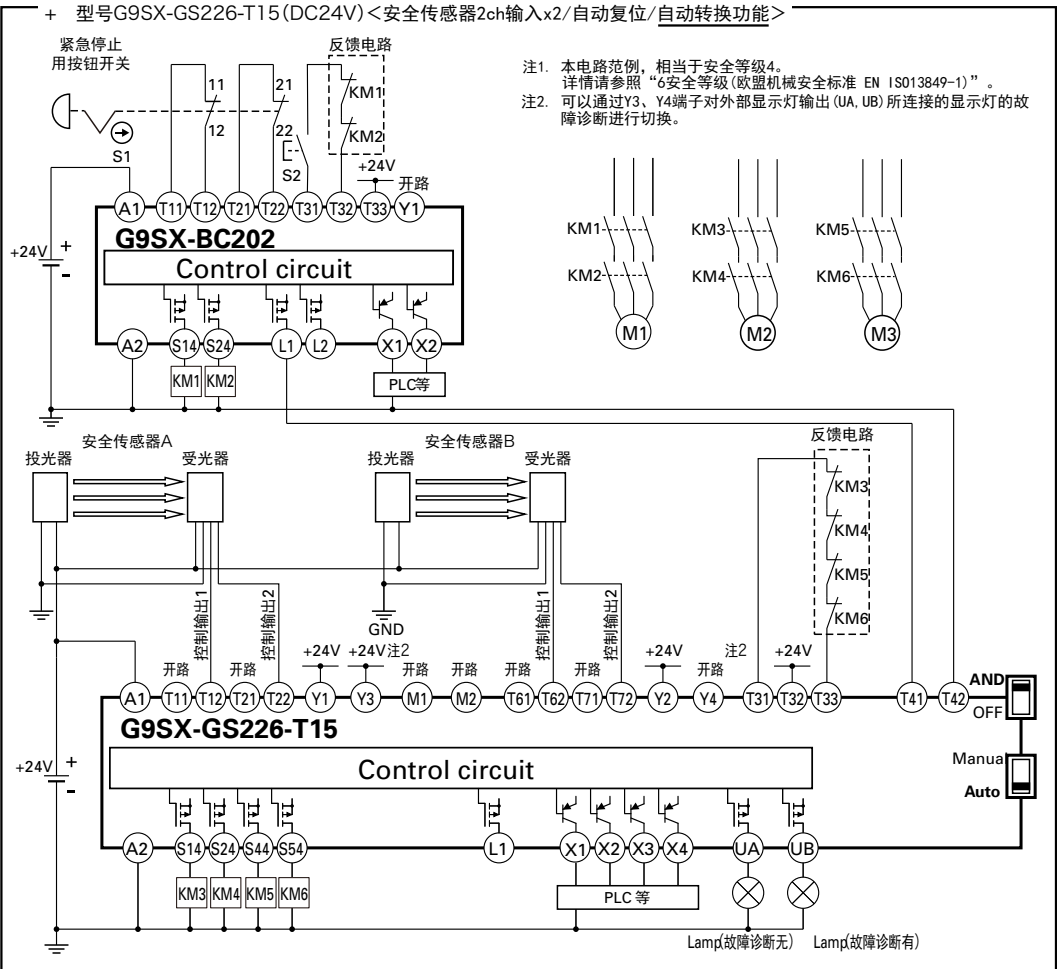 + 型号G9SX-GS226-T15(DC24V)<安全传感器2ch输入x2/自动复位/自动转换功能>
紧急停止
用按钮开关
反馈电路
注1. 本电路范例，相当于安全等级4。
详情请参照“6安全等级(欧盟机械安全标准 EN ISO13849-1)”。
注2. 可以通过Y3、Y4端子对外部显示灯输出(UA,UB)所连接的显示灯的故
障诊断进行切换。
11 21 KM1
12 22 KM2
S1 S2 +24V
开路
A1 T11 T12 T21 T22 T31 T32 T33 Y1
+24V + -
G9SX-BC202
Control circuit
A2 S14 S24 L1 L2 X1 X2
KM1 KM2 PLC等
KM1 KM3 KM5
KM2 KM4 KM6
M1 M2 M3
安全传感器A 安全传感器B 反馈电路
投光器 受光器 投光器 受光器
KM3
KM4
KM5
KM6
控制输出1 控制输出2 GND 控制输出1 控制输出2
+24V +24V 注2 +24V 注2 +24V
开路 开路 开路 开路 开路 开路 开路
A1 T11 T12 T21 T22 Y1 Y3 M1 M2 T61 T62 T71 T72 Y2 Y4 T31 T32 T33 T41 T42
AND
OFF
G9SX-GS226-T15
Manual
Auto
+24V + -
Control circuit
A2 S14 S24 S44 S54 L1 X1 X2 X3 X4 UA UB
KM3 KM4 KM5 KM6 PLC 等
Lamp(故障诊断无) Lamp(故障诊断有)